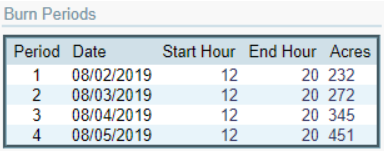 Burn Periods
Period Date Start Hour End Hour Acres
1 08/02/2019 12 20 232
2 08/03/2019 12 20 272
3 08/04/2019 12 20 345
4 08/05/2019 12 20 451